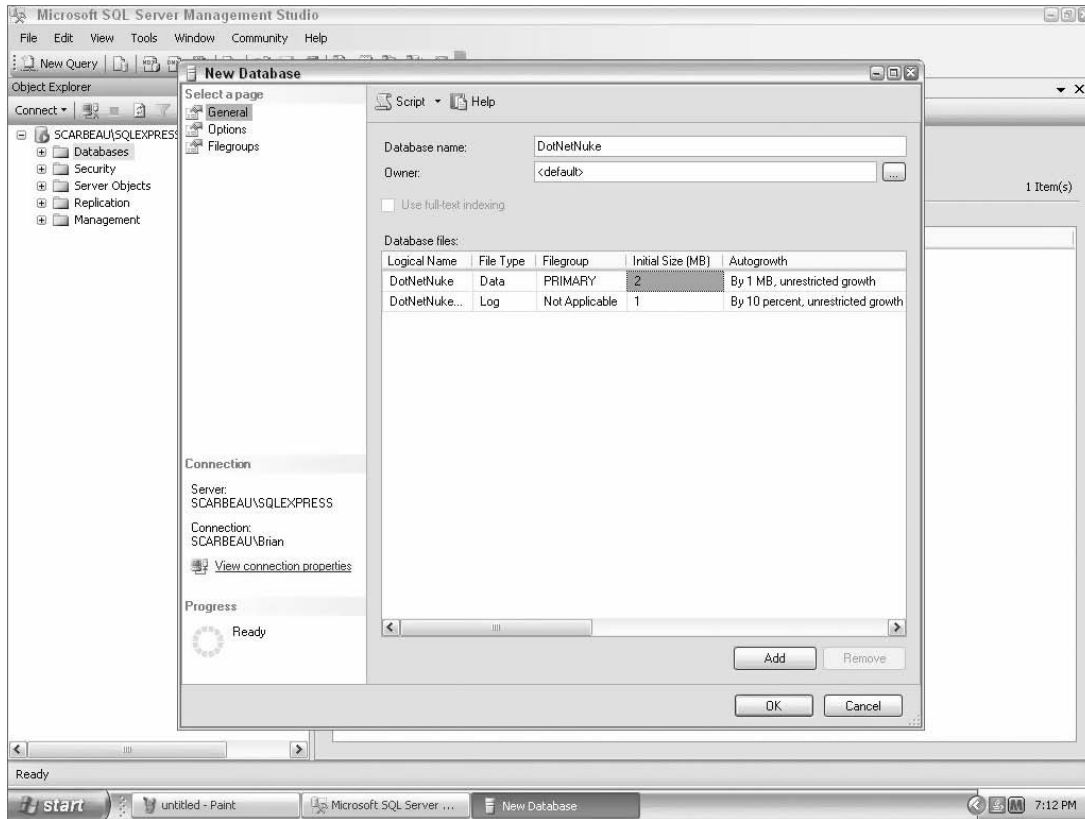 Microsoft SQL Server Management Studio
File Edit View Tools Window Community Help
New Query
Object Explorer
Connect
SCARBEAU\SQLEXPRESS
Databases
Security
Server Objects
Replication
Management
1 Item(s)
New Database
Select a page
General
Options
Filegroups
Script Help
Database name: DotNetNuke
Owner: <default>
...
Use full-text indexing
Database files:
Logical Name File Type Filegroup Initial Size (MB) Autogrowth
DotNetNuke Data PRIMARY 2 By 1 MB, unrestricted growth
DotNetNuke... Log Not Applicable 1 By 10 percent, unrestricted growth
Connection
Server:
SCARBEAU\SQLEXPRESS
Connection:
SCARBEAU\Brian
View connection properties
Progress
Ready
Add Remove
OK Cancel
Ready
start untitled - Paint Microsoft SQL Server ... New Database 7:12 PM